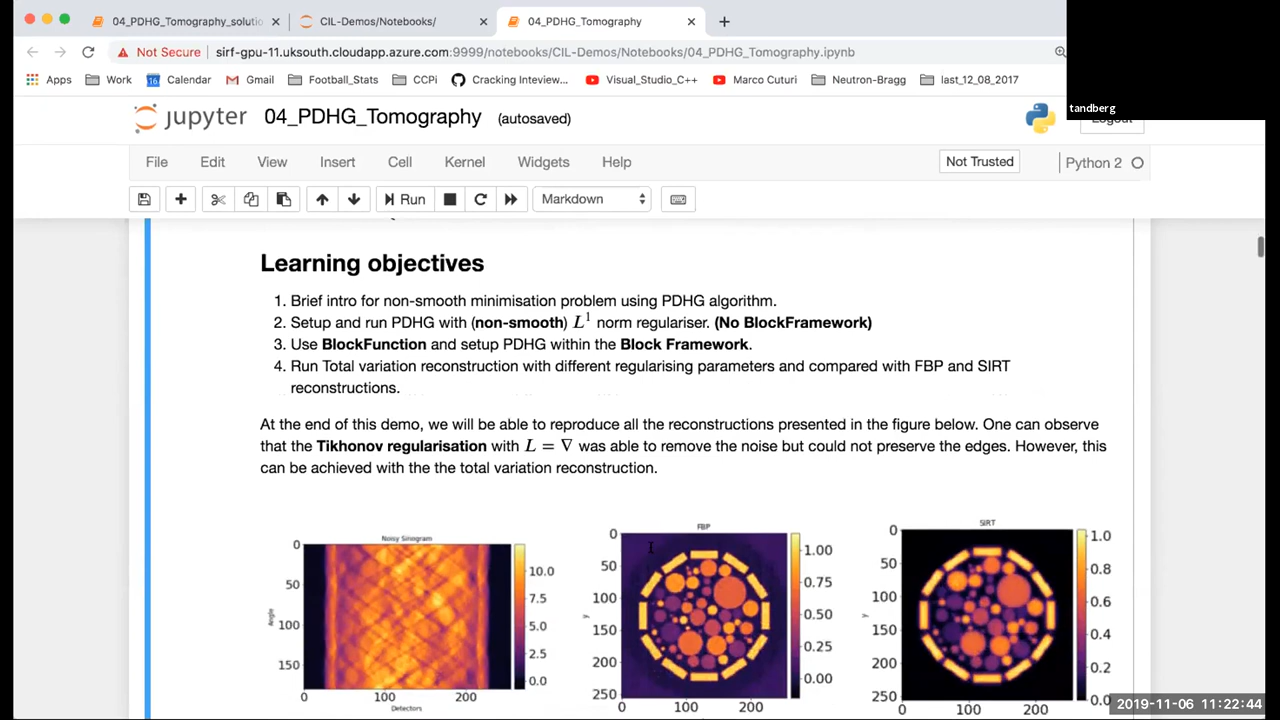 04_PDHG_Tomography_solutio
CIL-Demos/Notebooks/
04_PDHG_Tomography
Not Secure
sirf-gpu-11.uksouth.cloudapp.azure.com:9999/notebooks/CIL-Demos/Notebooks/04_PDHG_Tomography.ipynb
Apps
Work
Calendar
Gmail
Football_Stats
CCPi
Cracking Inteview...
Visual_Studio_C++
Marco Cuturi
Neutron-Bragg
last_12_08_2017
tandberg
jupyter
04_PDHG_Tomography
(autosaved)
File Edit View Insert Cell Kernel Widgets Help
Not Trusted
Python 2
Run
Markdown
Learning objectives
1. Brief intro for non-smooth minimisation problem using PDHG algorithm.
2. Setup and run PDHG with (non-smooth) L¹ norm regulariser. (No BlockFramework)
3. Use BlockFunction and setup PDHG within the Block Framework.
4. Run Total variation reconstruction with different regularising parameters and compared with FBP and SIRT
reconstructions.
At the end of this demo, we will be able to reproduce all the reconstructions presented in the figure below. One can observe
that the Tikhonov regularisation with L = ∇ was able to remove the noise but could not preserve the edges. However, this
can be achieved with the the total variation reconstruction.
Noisy Sinogram
0
50
100
150
0 100 200
Angle
Detectors
10.0
7.5
5.0
2.5
0.0
FBP
0
50
100
150
200
250
0 100 200
y
1.00
0.75
0.50
0.25
0.00
SIRT
0
50
100
150
200
250
0 100 200
y
1.0
0.8
0.6
0.4
0.2
2019-11-06 11:22:44